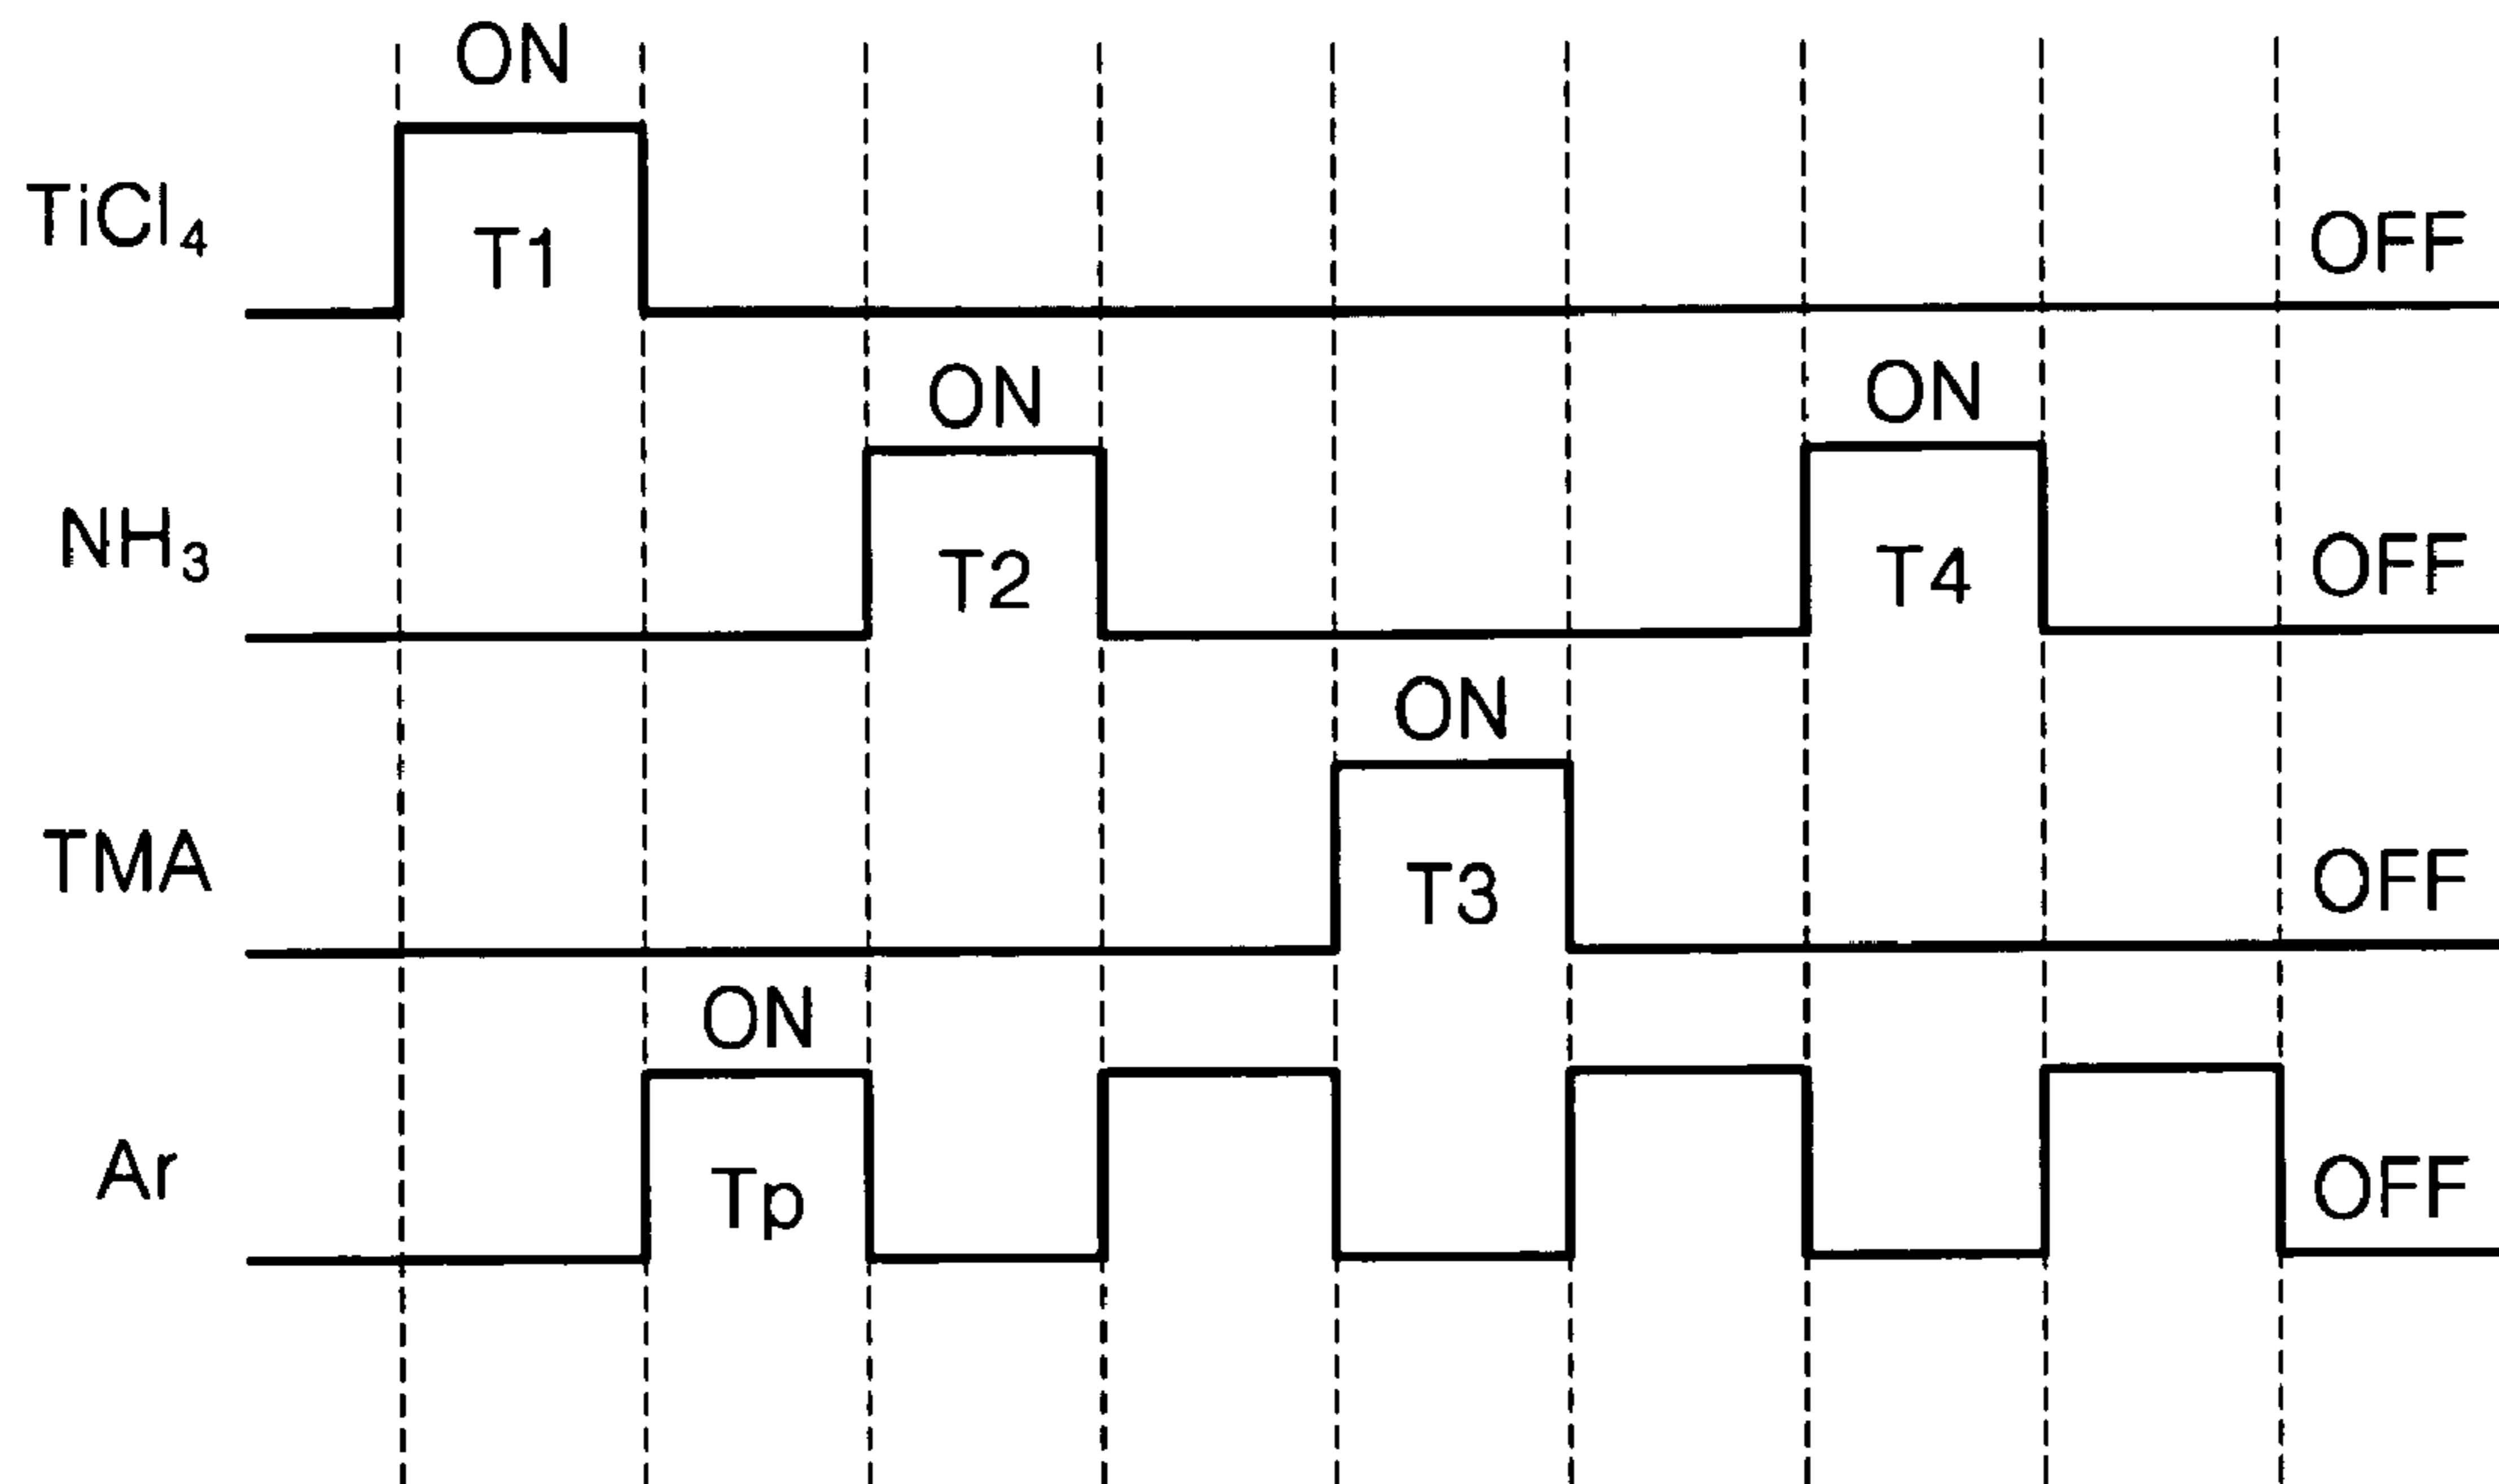 ON
TiCl₄ T1 OFF
ON ON
NH₃ T2 T4 OFF
ON
TMA T3 OFF
ON
Ar Tp OFF